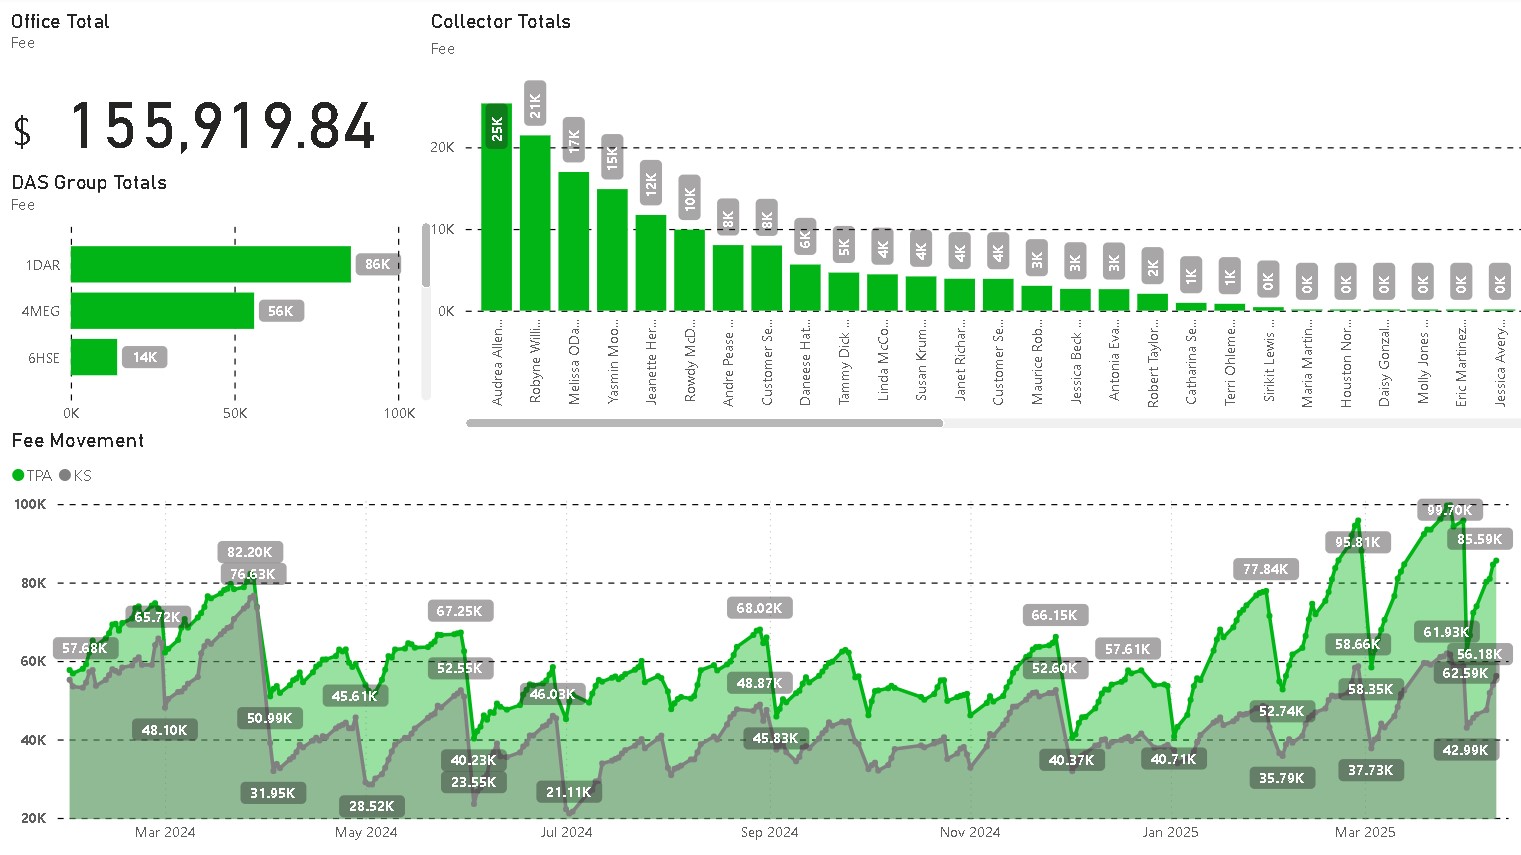 Office Total
Fee
$ 155,919.84
DAS Group Totals
Fee
1DAR 86K
4MEG 56K
6HSE 14K
0K 50K 100K
Collector Totals
Fee
20K
10K
0K
25K 21K 17K 15K 12K 10K 8K 8K 6K 5K 4K 4K 4K 4K 3K 3K 3K 2K 1K 1K 0K 0K 0K 0K 0K 0K 0K
Audrea Allen...
Robyne Willi...
Melissa ODa...
Yasmin Moo...
Jeanette Her...
Rowdy McD...
Andre Pease ...
Customer Se...
Daneese Hat...
Tammy Dick ...
Linda McCo...
Susan Krum...
Janet Richar...
Customer Se...
Maurice Rob...
Jessica Beck ...
Antonia Eva...
Robert Taylor...
Catharina Se...
Terri Ohleme...
Sirikit Lewis ...
Maria Martin...
Houston Nor...
Daisy Gonzal...
Molly Jones ...
Eric Martinez...
Jessica Avery...
Fee Movement
TPA KS
100K
80K
60K
40K
20K
57.68K
65.72K
48.10K
82.20K
76.63K
50.99K
31.95K
45.61K
28.52K
67.25K
52.55K
40.23K
23.55K
46.03K
21.11K
68.02K
48.87K
45.83K
66.15K
52.60K
40.37K
57.61K
40.71K
77.84K
52.74K
35.79K
95.81K
58.66K
58.35K
37.73K
99.70K
85.59K
61.93K
56.18K
62.59K
42.99K
Mar 2024 May 2024 Jul 2024 Sep 2024 Nov 2024 Jan 2025 Mar 2025